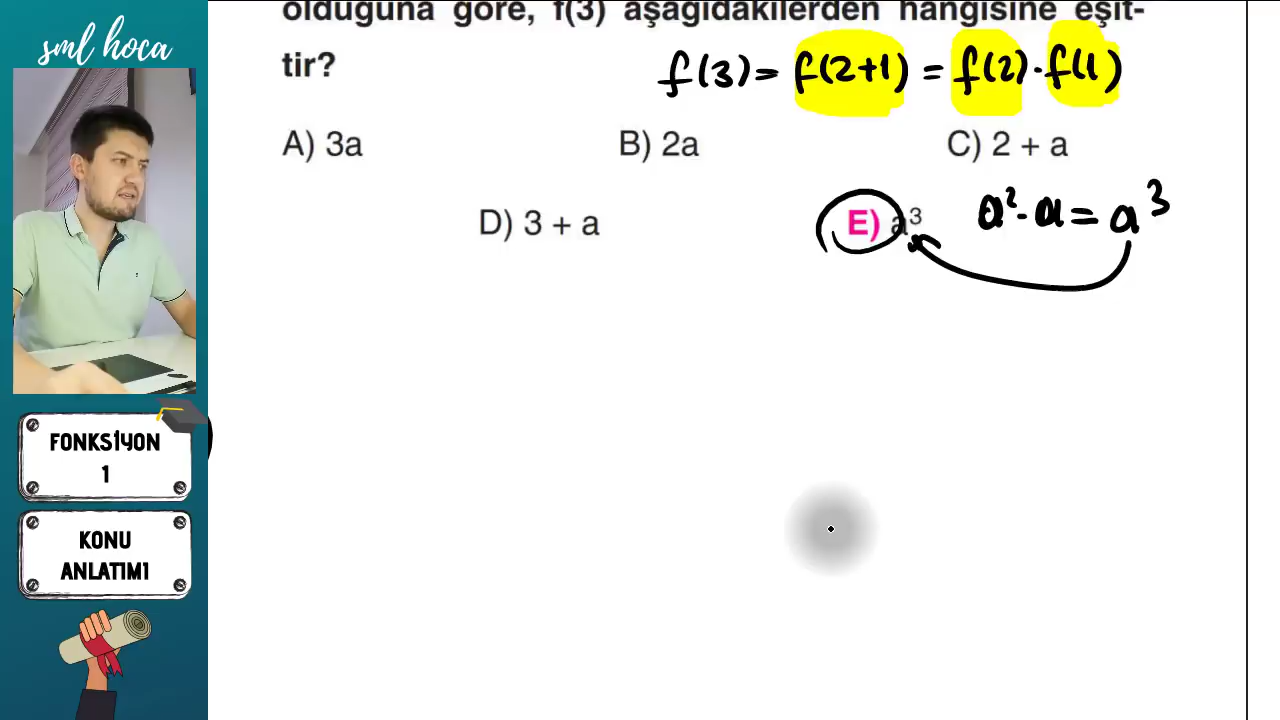 sml hoca
olduğuna göre, f(3) aşağıdakilerden hangisine eşit-
tir?
f(3) = f(2+1) = f(2)·f(1)
A) 3a
B) 2a
C) 2 + a
D) 3 + a
E) a³
a²·a = a³
FONKSİYON
1
KONU
ANLATIMI